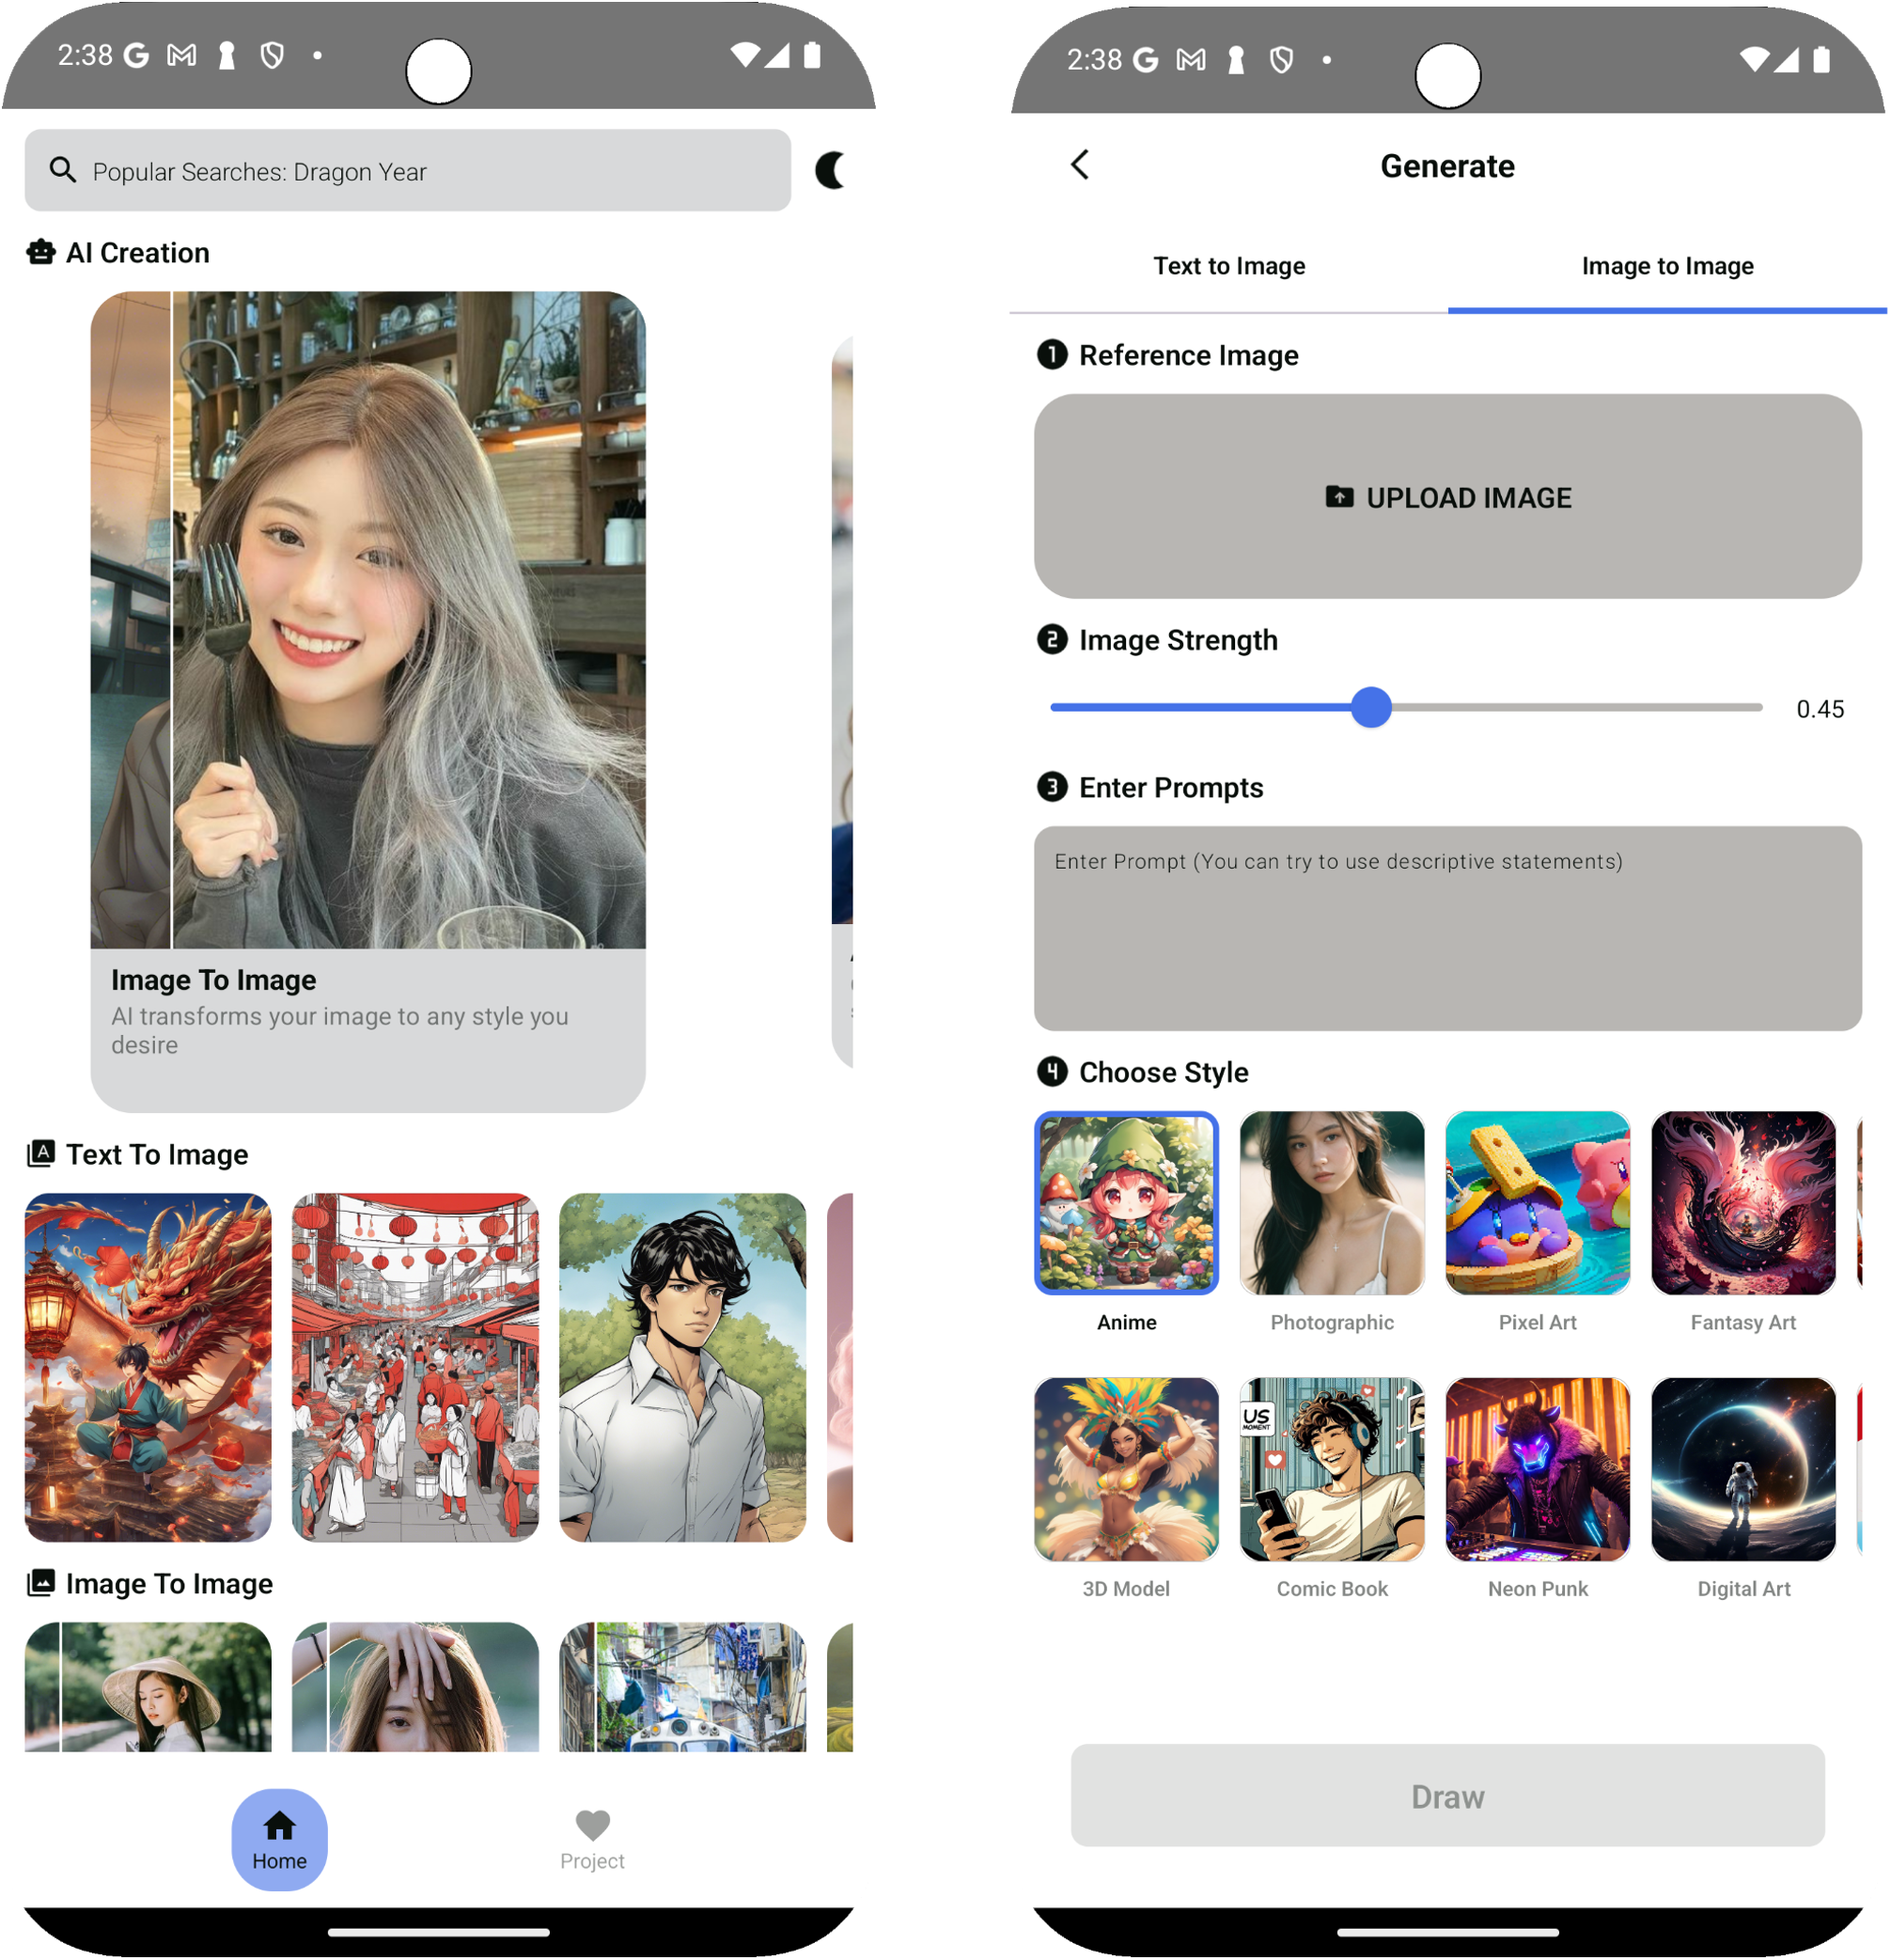 2:38
Popular Searches: Dragon Year
AI Creation
Image To Image
AI transforms your image to any style you
desire
Text To Image
Image To Image
Home
Project
2:38
Generate
Text to Image
Image to Image
1 Reference Image
UPLOAD IMAGE
2 Image Strength
0.45
3 Enter Prompts
Enter Prompt (You can try to use descriptive statements)
4 Choose Style
Anime
Photographic
Pixel Art
Fantasy Art
US
MOMENT
3D Model
Comic Book
Neon Punk
Digital Art
Draw